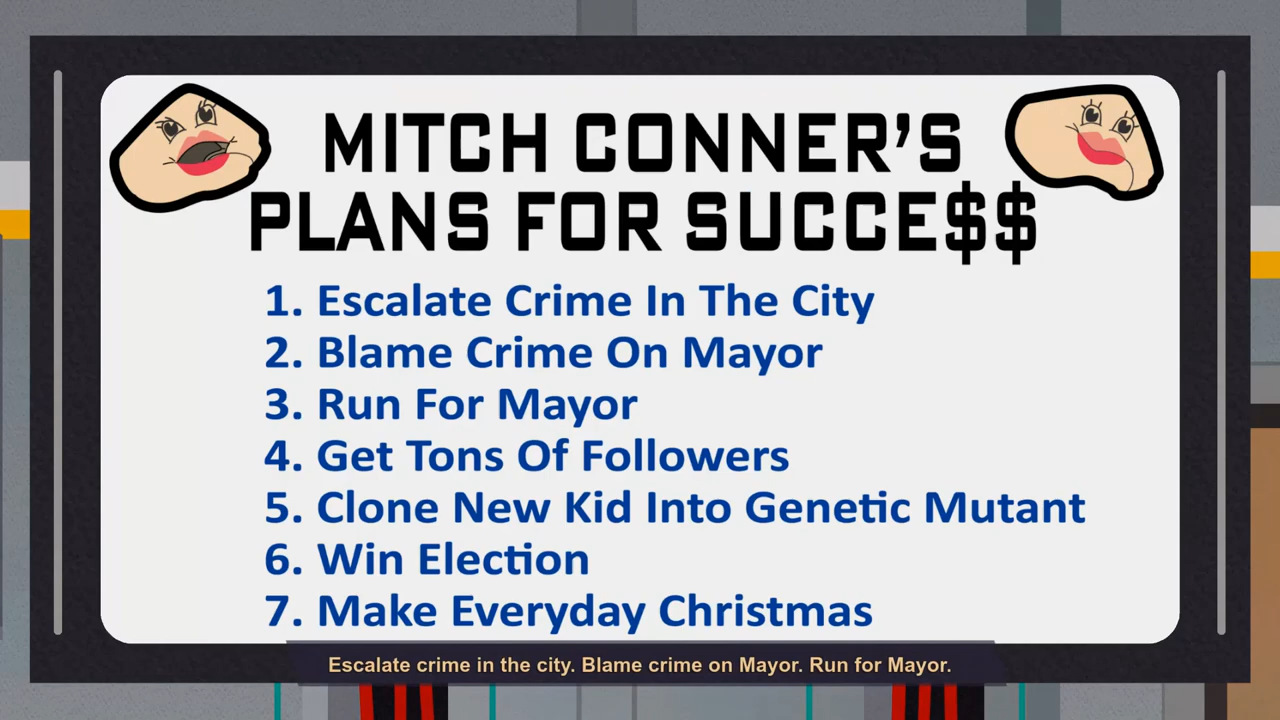 MITCH CONNER'S
PLANS FOR SUCCE$$
1. Escalate Crime In The City
2. Blame Crime On Mayor
3. Run For Mayor
4. Get Tons Of Followers
5. Clone New Kid Into Genetic Mutant
6. Win Election
7. Make Everyday Christmas
Escalate crime in the city. Blame crime on Mayor. Run for Mayor.